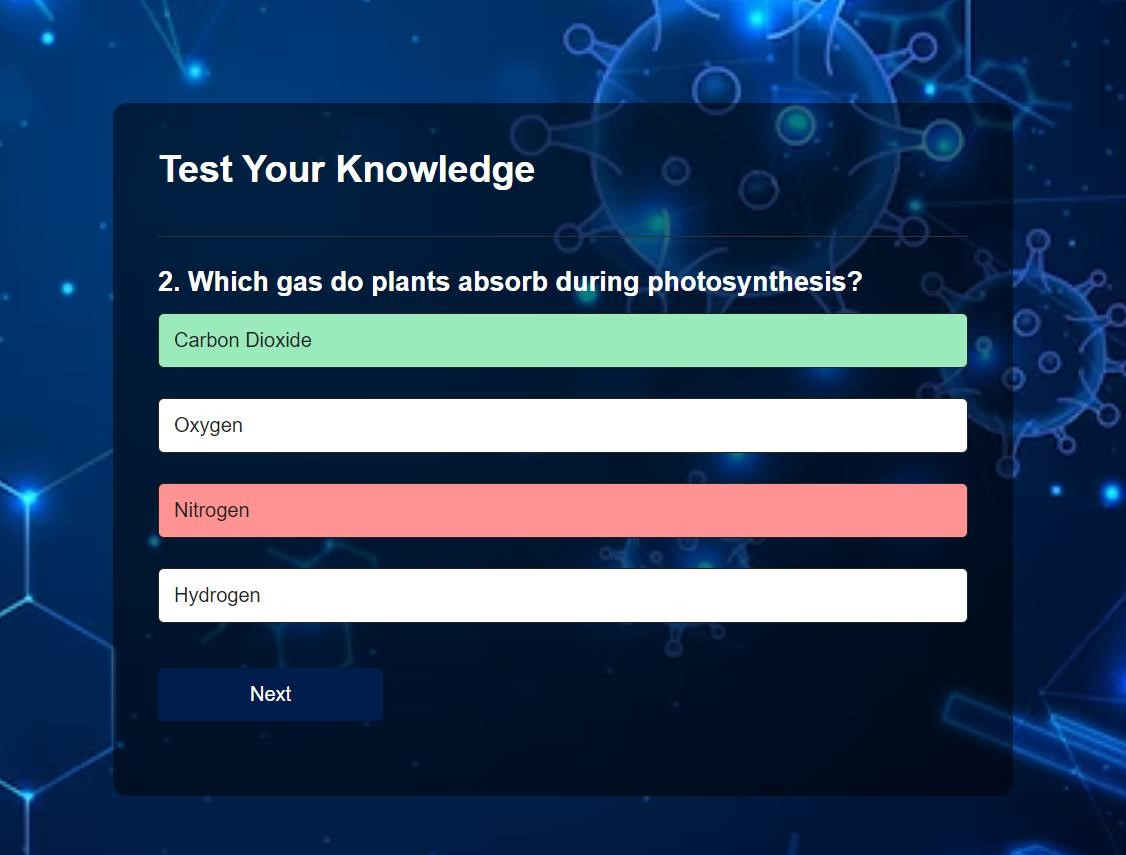 Test Your Knowledge
2. Which gas do plants absorb during photosynthesis?
Carbon Dioxide
Oxygen
Nitrogen
Hydrogen
Next